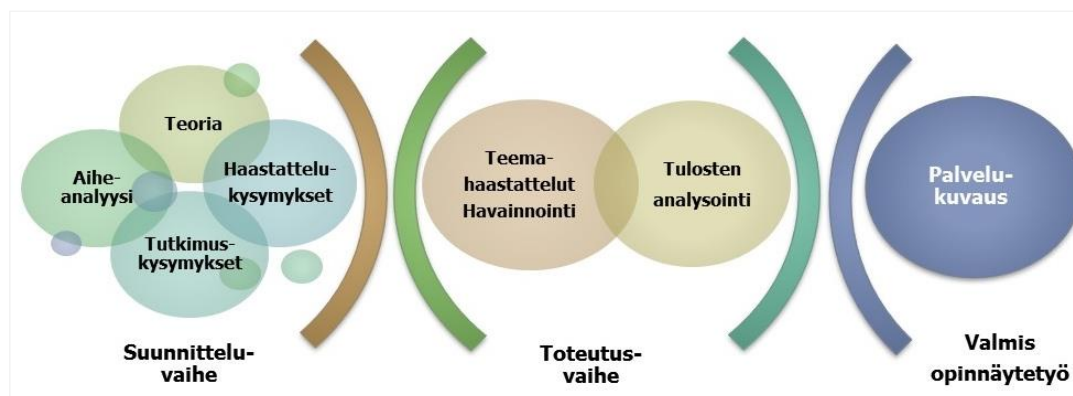 Teoria
Aihe-
analyysi
Haastattelu-
kysymykset
Tutkimus-
kysymykset
Suunnittelu-
vaihe
Teema-
haastattelut
Havainnointi
Tulosten
analysointi
Toteutus-
vaihe
Palvelu-
kuvaus
Valmis
opinnäytetyö